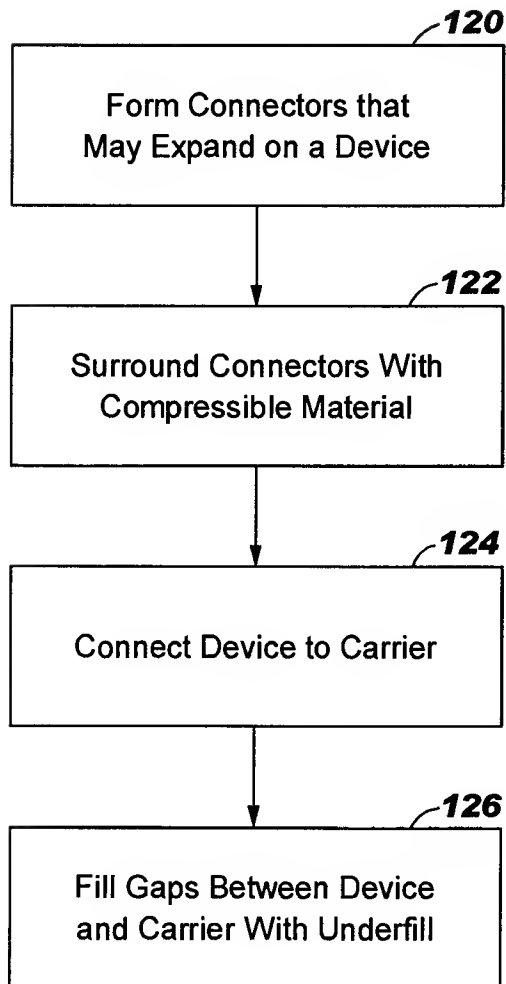 120
Form Connectors that
May Expand on a Device
122
Surround Connectors With
Compressible Material
124
Connect Device to Carrier
126
Fill Gaps Between Device
and Carrier With Underfill